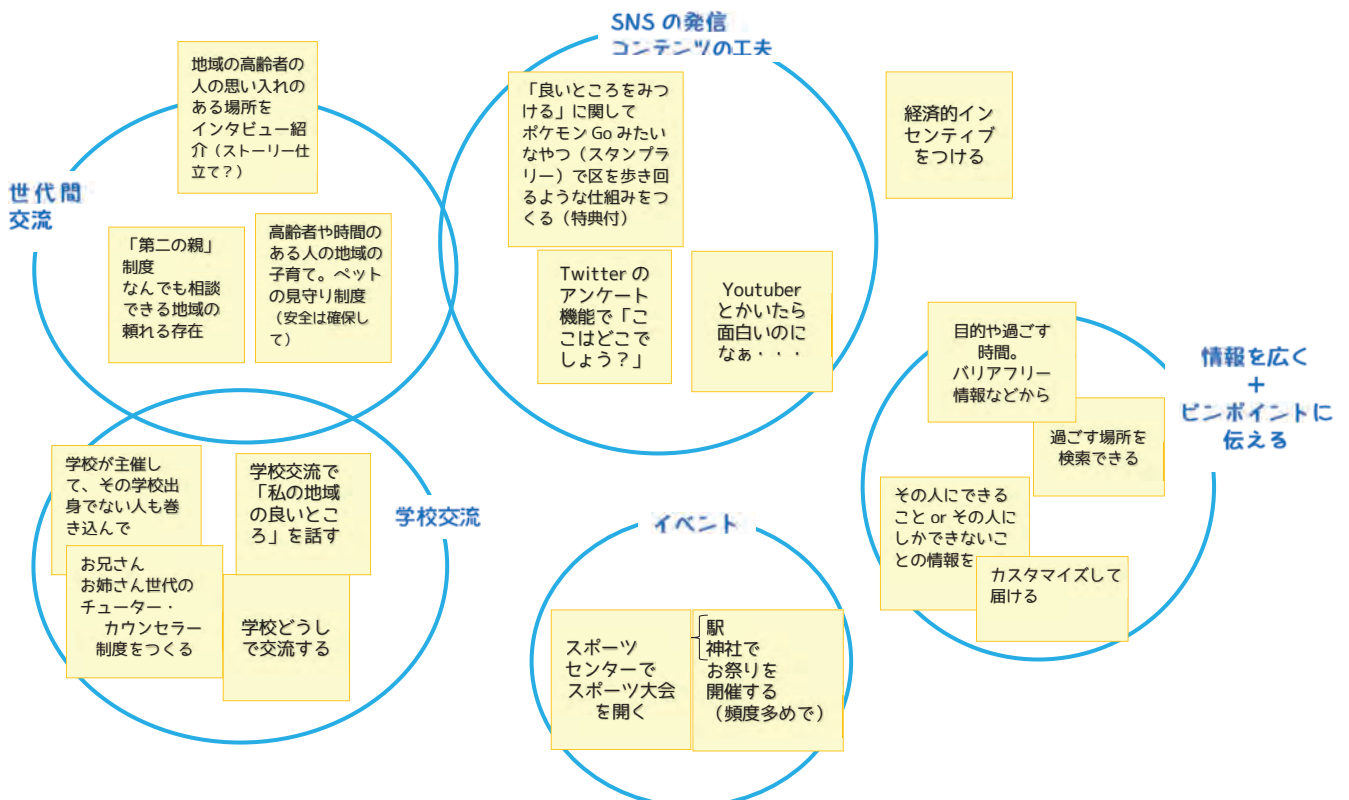 世代間
交流
地域の高齢者の
人の思い入れの
ある場所を
インタビュー紹
介（ストーリー仕
立て？）
「第二の親」
制度
なんでも相談
できる地域の
頼れる存在
高齢者や時間の
ある人の地域の
子育て。ペット
の見守り制度
（安全は確保し
て）
SNS の発信
コンテンツの工夫
「良いところをみつ
ける」に関して
ポケモン Go みたい
なやつ（スタンプラ
リー）で区を歩き回
るような仕組みをつ
くる（特典付）
Twitter の
アンケート
機能で「こ
こはどこで
しょう？」
Youtuber
とかいたら
面白いのに
なぁ・・・
経済的イン
センティブ
をつける
情報を広く
＋
ピンポイントに
伝える
目的や過ごす
時間。
バリアフリー
情報などから
過ごす場所を
検索できる
その人にできる
こと or その人に
しかできないこ
との情報を
カスタマイズして
届ける
学校交流
学校が主催し
て、その学校出
身でない人も巻
き込んで
お兄さん
お姉さん世代の
チューター・
カウンセラー
制度をつくる
学校交流で
「私の地域
の良いとこ
ろ」を話す
学校どうし
で交流する
イベント
スポーツ
センターで
スポーツ大会
を開く
駅
神社で
お祭りを
開催する
（頻度多めで）